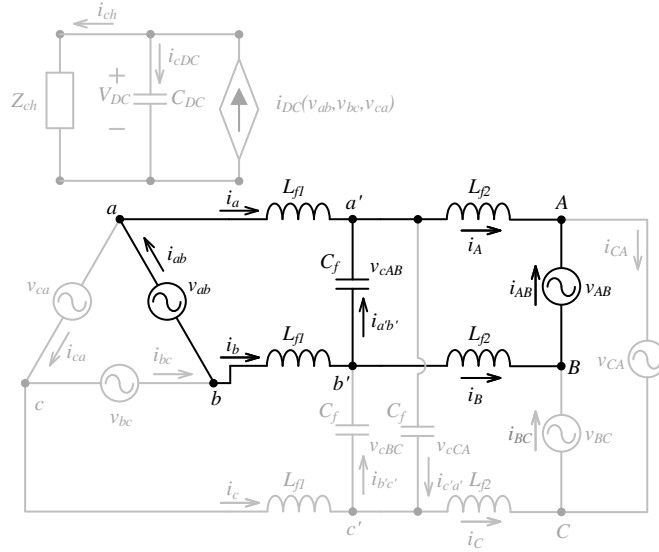 i_ch
i_cDC
+
Z_ch
V_DC
C_DC
i_DC(v_ab,v_bc,v_ca)
−
a
i_a
L_f1
a'
L_f2
A
i_A
i_CA
i_ab
C_f
v_cAB
v_ca
v_ab
i_AB
v_AB
i_a'b'
i_ca
i_bc
i_b
L_f1
L_f2
v_CA
c
b
b'
B
v_bc
i_B
C_f
C_f
v_cBC
v_cCA
i_BC
v_BC
i_b'c'
i_c'a'
i_c
L_f1
L_f2
c'
i_C
C